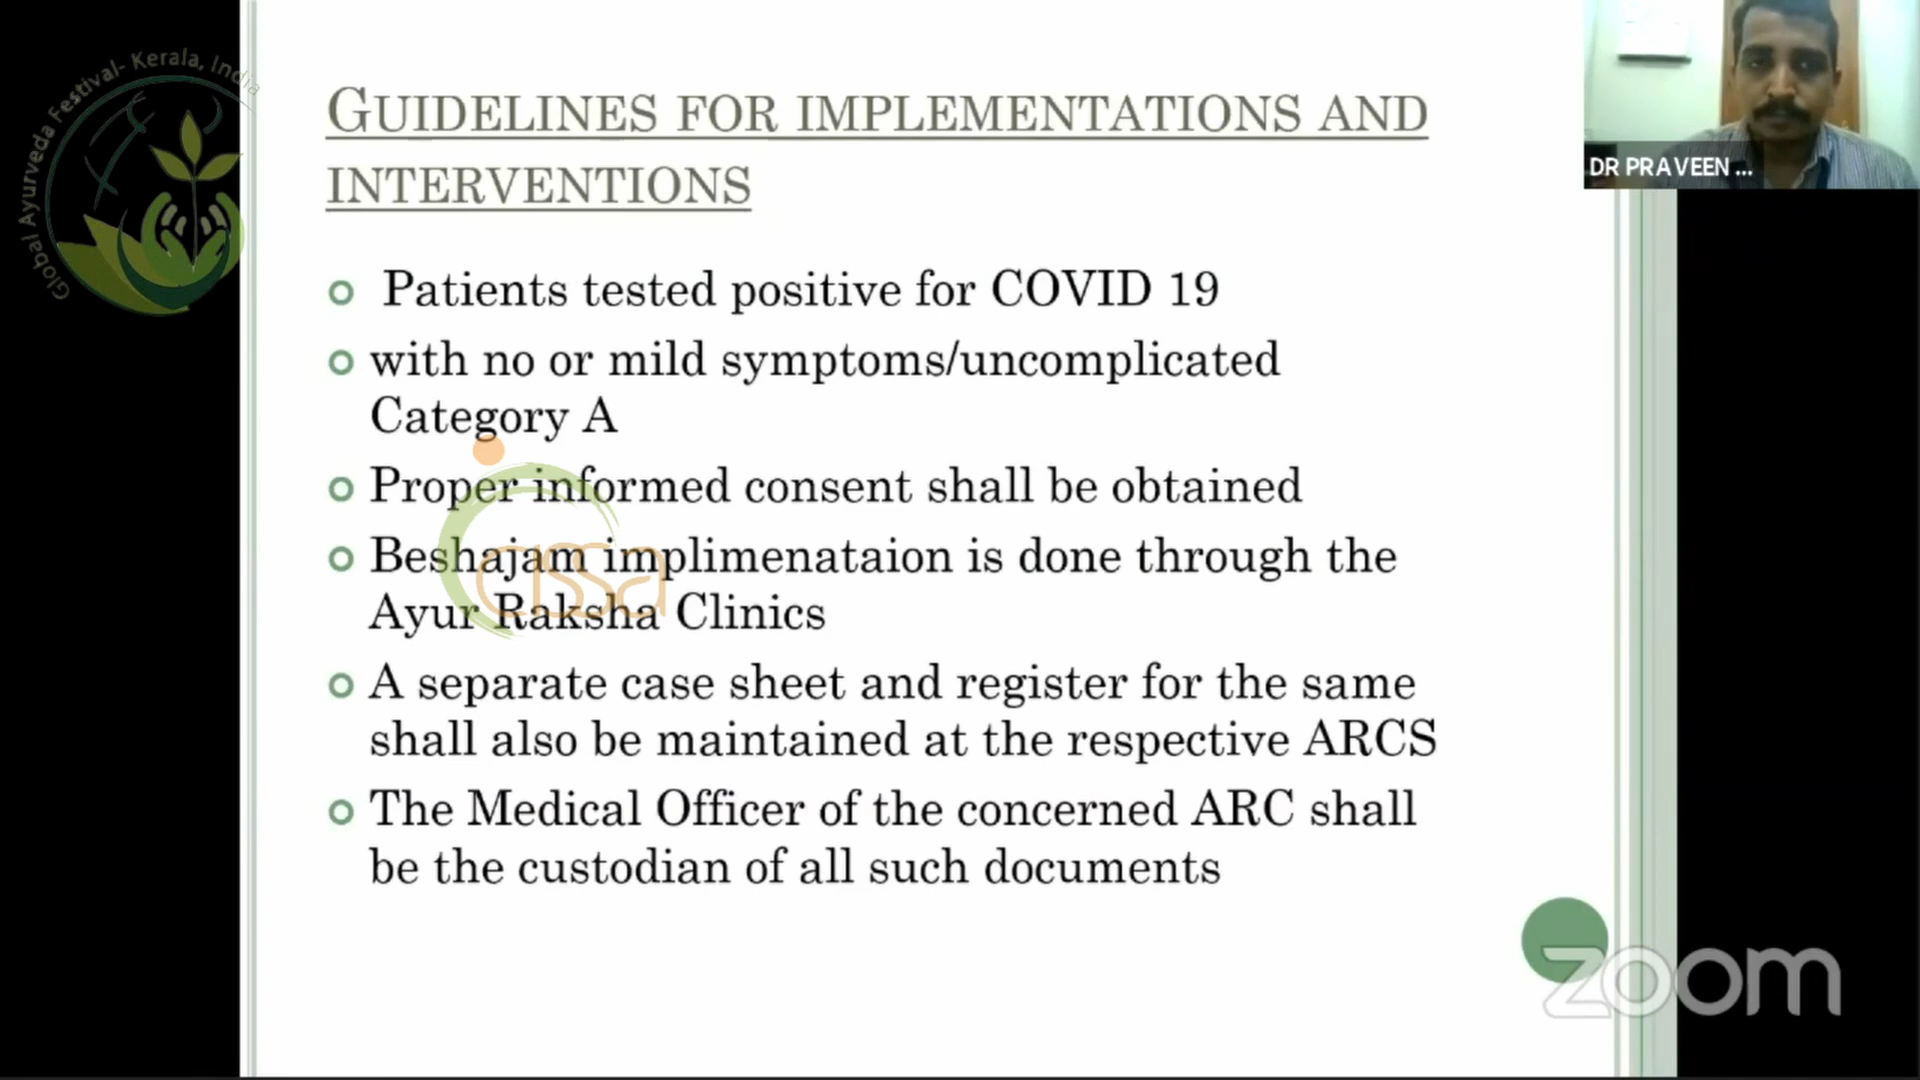 Global Ayurveda Festival- Kerala, India
GUIDELINES FOR IMPLEMENTATIONS AND
INTERVENTIONS
DR PRAVEEN ...
Patients tested positive for COVID 19
with no or mild symptoms/uncomplicated
Category A
Proper informed consent shall be obtained
Beshajam implimenataion is done through the
Ayur Raksha Clinics
cissa
A separate case sheet and register for the same
shall also be maintained at the respective ARCS
The Medical Officer of the concerned ARC shall
be the custodian of all such documents
zoom